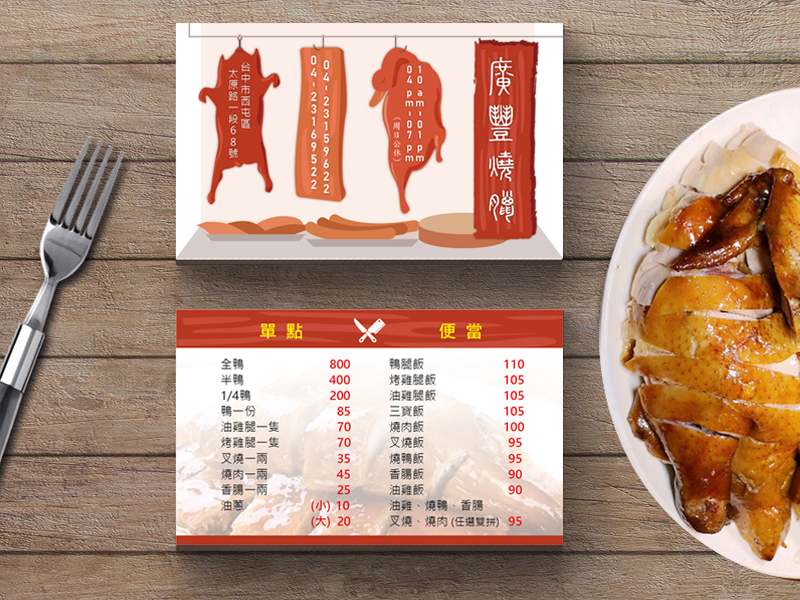 廣豐燒臘
10am-01pm
04pm-07pm
(周日公休)
04-23159622
04-23169522
台中市西屯區
太原路一段68號
單點
全鴨 800
半鴨 400
1/4鴨 200
鴨一份 85
油雞腿一隻 70
烤雞腿一隻 70
叉燒一兩 35
燒肉一兩 45
香腸一兩 25
油蔥 (小) 10
(大) 20
便當
鴨腿飯 110
烤雞腿飯 105
油雞腿飯 105
三寶飯 105
燒肉飯 100
叉燒飯 95
燒鴨飯 95
香腸飯 90
油雞飯 90
油雞、燒鴨、香腸
叉燒、燒肉 (任選雙拼) 95